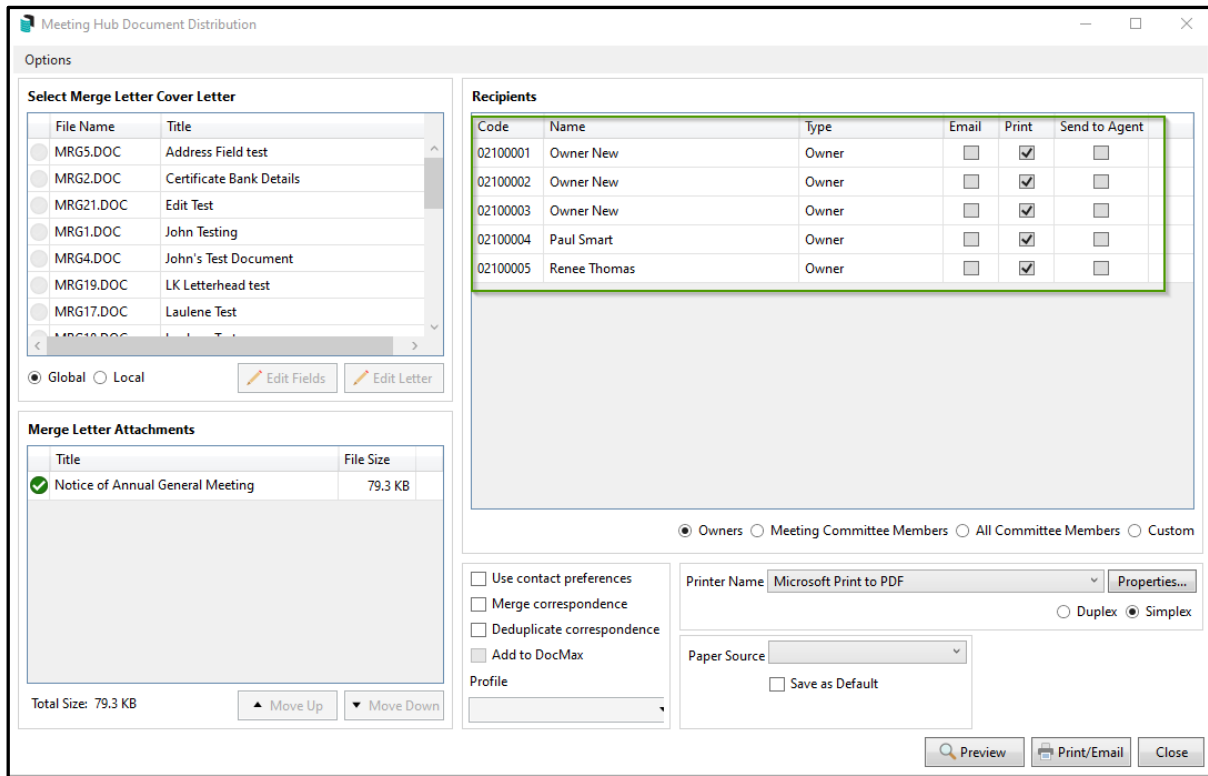 Meeting Hub Document Distribution
Options
Select Merge Letter Cover Letter
File Name Title
MRG5.DOC Address Field test
MRG2.DOC Certificate Bank Details
MRG21.DOC Edit Test
MRG1.DOC John Testing
MRG4.DOC John's Test Document
MRG19.DOC LK Letterhead test
MRG17.DOC Laulene Test
Global Local Edit Fields Edit Letter
Merge Letter Attachments
Title File Size
Notice of Annual General Meeting 79.3 KB
Total Size: 79.3 KB Move Up Move Down
Recipients
Code Name Type Email Print Send to Agent
02100001 Owner New Owner
02100002 Owner New Owner
02100003 Owner New Owner
02100004 Paul Smart Owner
02100005 Renee Thomas Owner
Owners Meeting Committee Members All Committee Members Custom
Use contact preferences
Merge correspondence
Deduplicate correspondence
Add to DocMax
Profile
Printer Name Microsoft Print to PDF Properties...
Duplex Simplex
Paper Source
Save as Default
Preview Print/Email Close